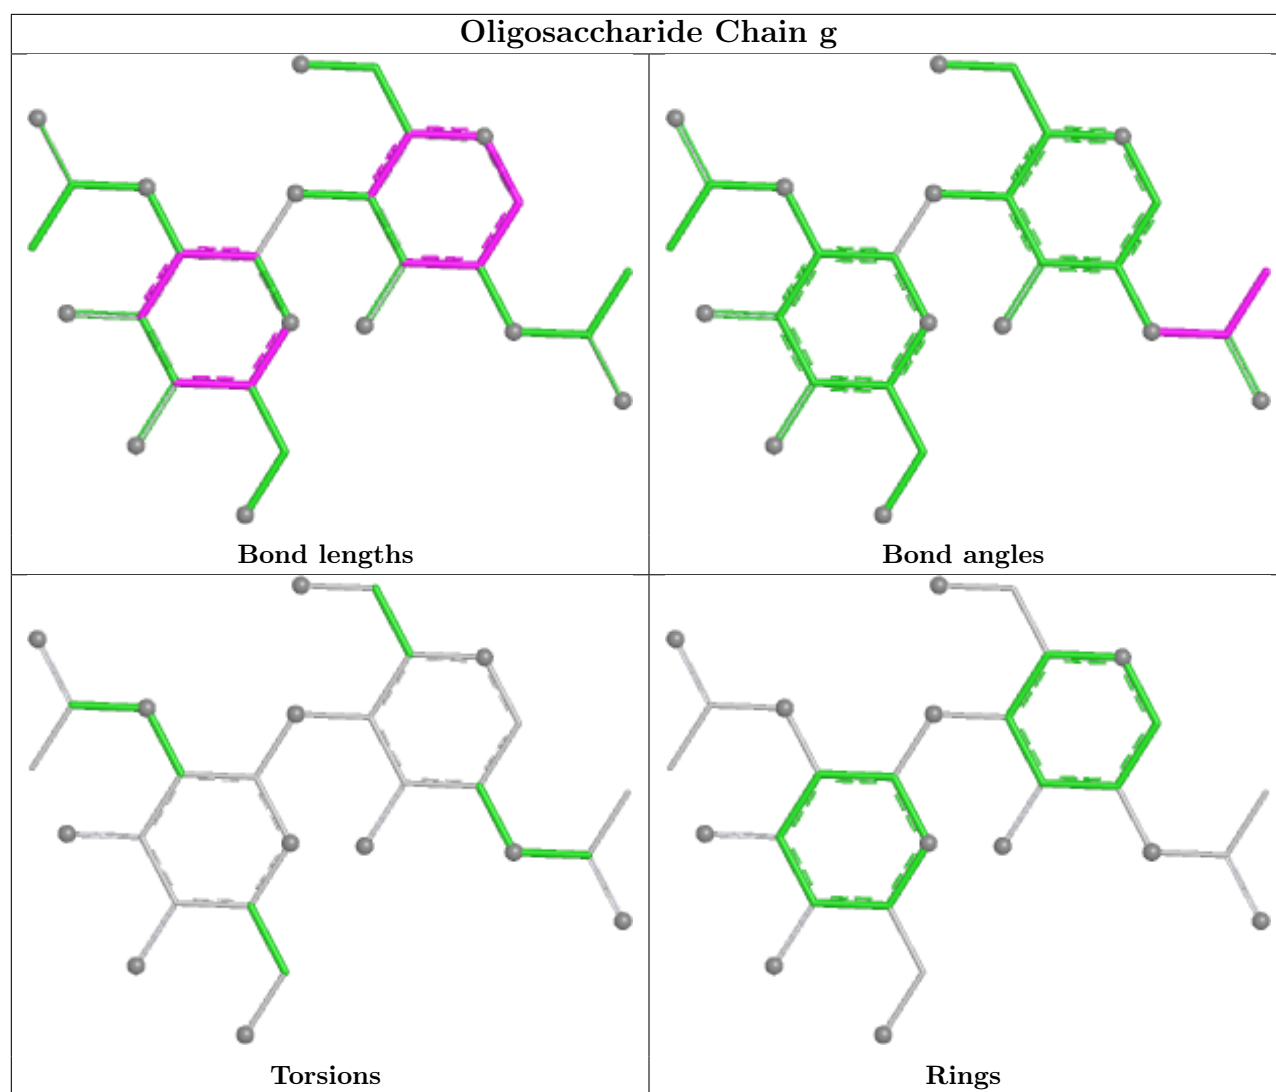 Oligosaccharide Chain g
Bond lengths
Bond angles
Torsions
Rings